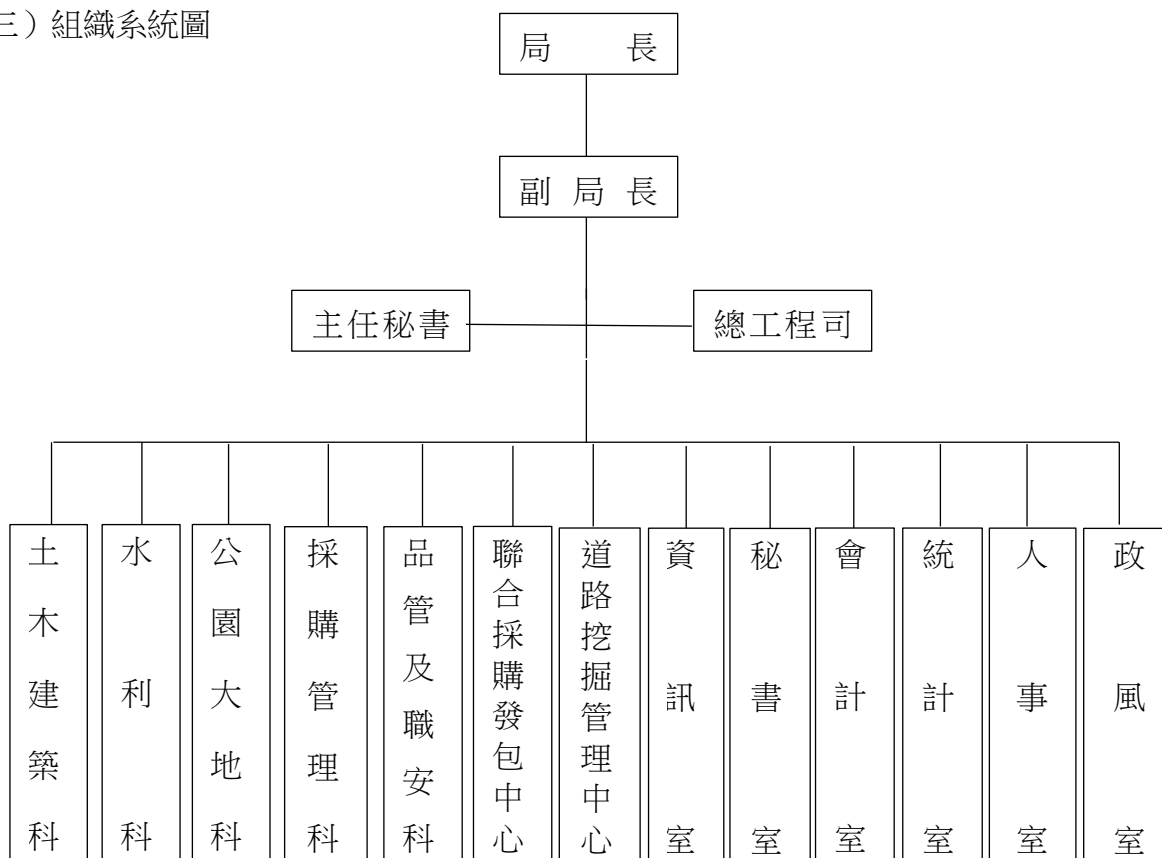 三）組織系統圖
局長
副局長
主任秘書
總工程司
土木建築科
水利科
公園大地科
採購管理科
品管及職安科
聯合採購發包中心
道路挖掘管理中心
資訊室
秘書室
會計室
統計室
人事室
政風室